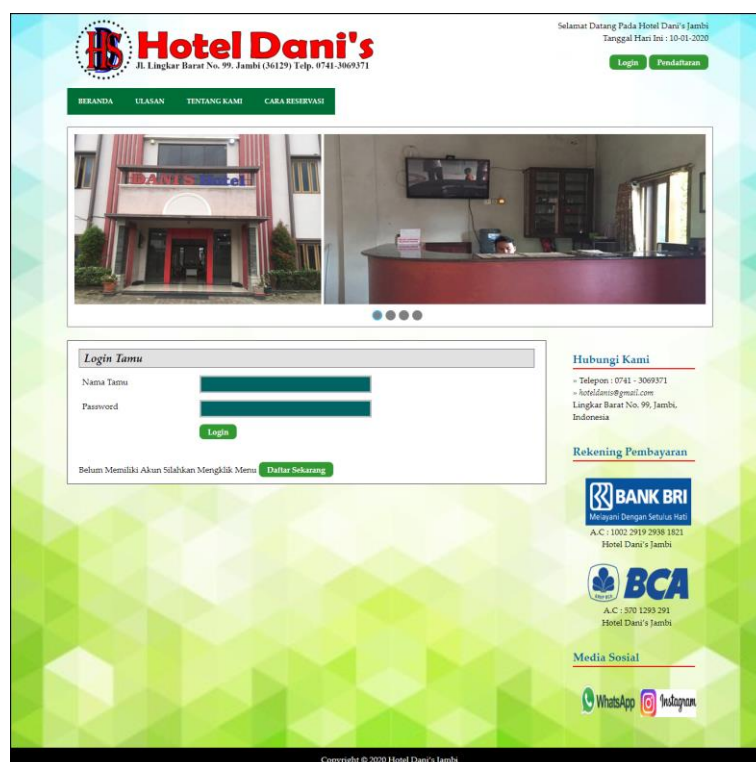 Hotel Dani's
Jl. Lingkar Barat No. 99. Jambi (36129) Telp. 0741-3069371
Selamat Datang Pada Hotel Dani's Jambi
Tanggal Hari Ini : 10-01-2020
Login Pendaftaran
BERANDA ULASAN TENTANG KAMI CARA RESERVASI
DANI'S Hotel
Login Tamu
Nama Tamu
Password
Login
Belum Memiliki Akun Silahkan Mengklik Menu Daftar Sekarang
Hubungi Kami
» Telepon : 0741 - 3069371
» hoteldanis@gmail.com
Lingkar Barat No. 99, Jambi,
Indonesia
Rekening Pembayaran
BANK BRI
Melayani Dengan Setulus Hati
A.C : 1002 2919 2938 1821
Hotel Dani's Jambi
BCA
A.C : 570 1293 291
Hotel Dani's Jambi
Media Sosial
WhatsApp Instagram
Copyright © 2020 Hotel Dani's Jambi